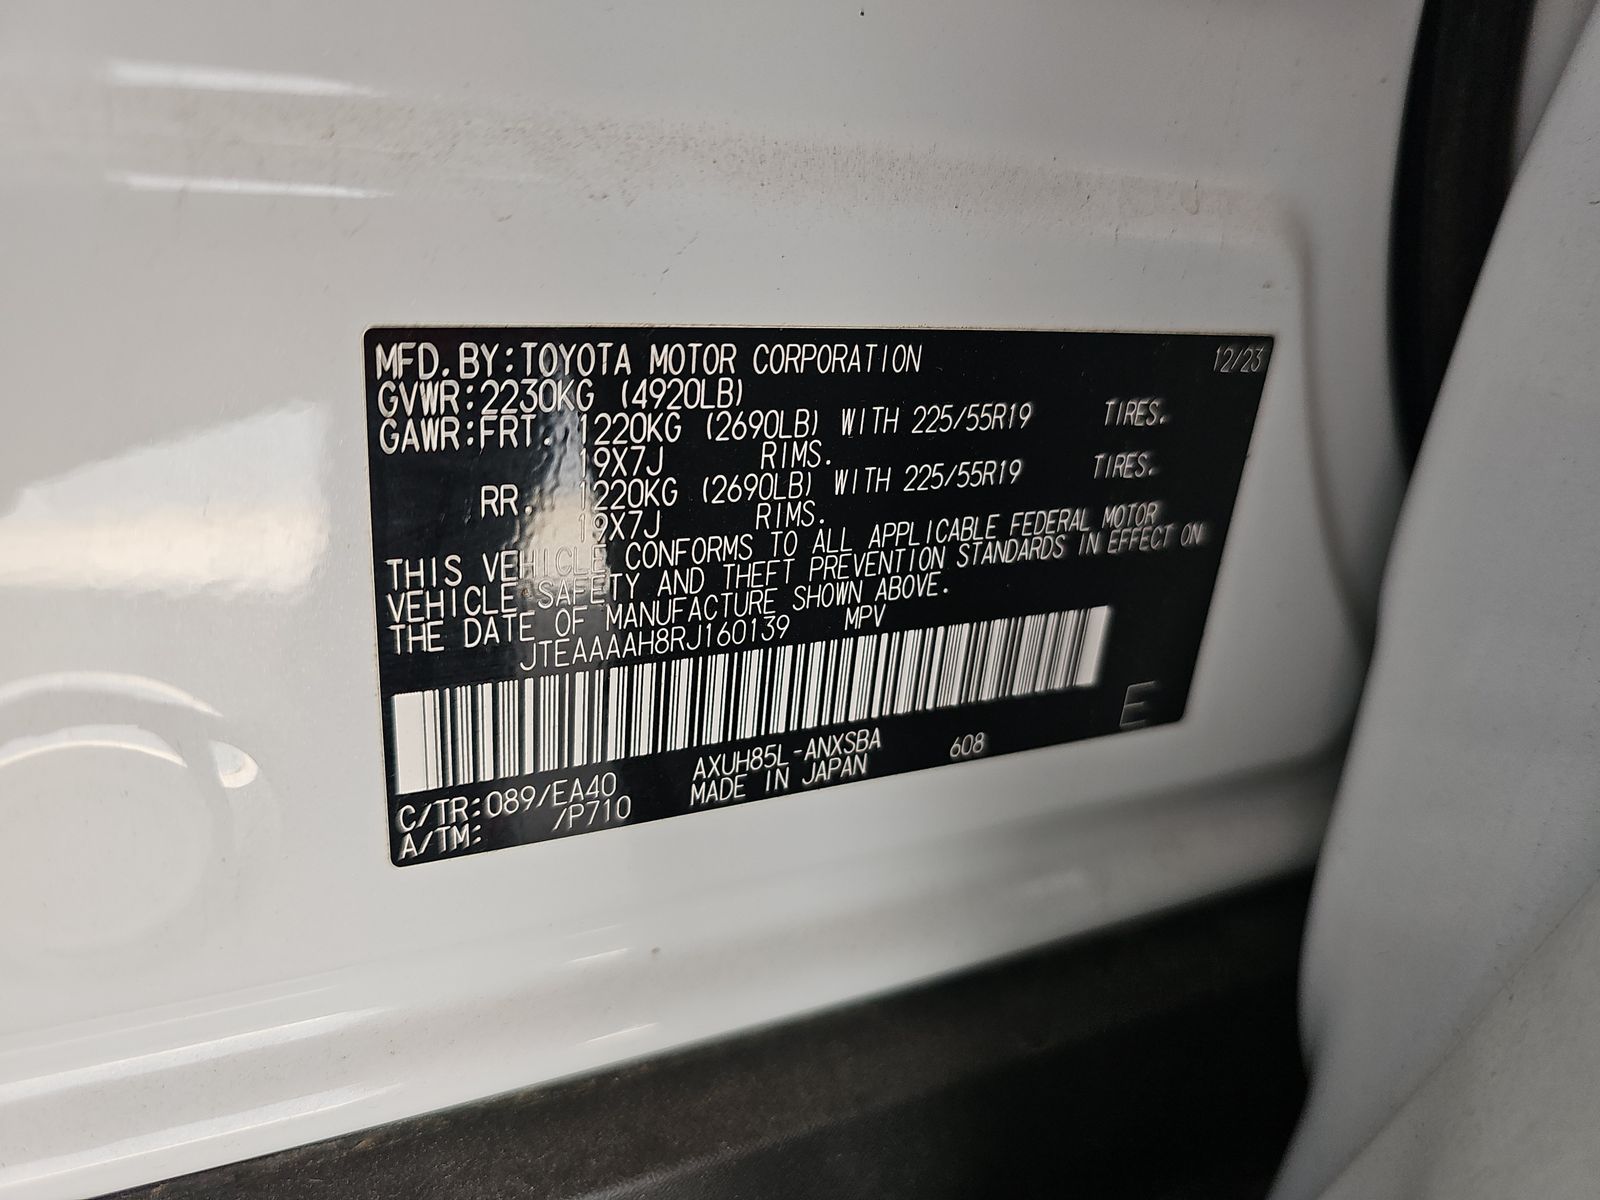 MFD. BY: TOYOTA MOTOR CORPORATION 12/23
GVWR: 2230KG (4920LB)
GAWR: FRT. 1220KG (2690LB) WITH 225/55R19 TIRES.
19X7J RIMS.
RR. 1220KG (2690LB) WITH 225/55R19 TIRES.
19X7J RIMS.
THIS VEHICLE CONFORMS TO ALL APPLICABLE FEDERAL MOTOR
VEHICLE SAFETY AND THEFT PREVENTION STANDARDS IN EFFECT ON
THE DATE OF MANUFACTURE SHOWN ABOVE.
JTEAAAAH8RJ160139 MPV
E
C/TR: 089/EA40 AXUH85L-ANXSBA 608
A/TM: /P710 MADE IN JAPAN